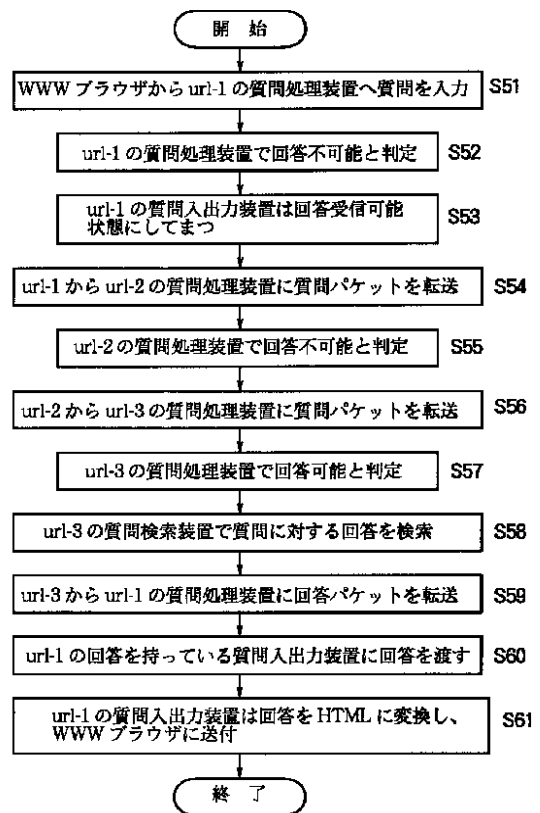 開 始
WWW ブラウザから url-1 の質問処理装置へ質問を入力 S51
url-1 の質問処理装置で回答不可能と判定 S52
url-1 の質問入出力装置は回答受信可能
状態にしてまつ S53
url-1 から url-2 の質問処理装置に質問パケットを転送 S54
url-2 の質問処理装置で回答不可能と判定 S55
url-2 から url-3 の質問処理装置に質問パケットを転送 S56
url-3 の質問処理装置で回答可能と判定 S57
url-3 の質問検索装置で質問に対する回答を検索 S58
url-3 から url-1 の質問処理装置に回答パケットを転送 S59
url-1 の回答を持っている質問入出力装置に回答を渡す S60
url-1 の質問入出力装置は回答を HTML に変換し、
WWW ブラウザに送付 S61
終 了